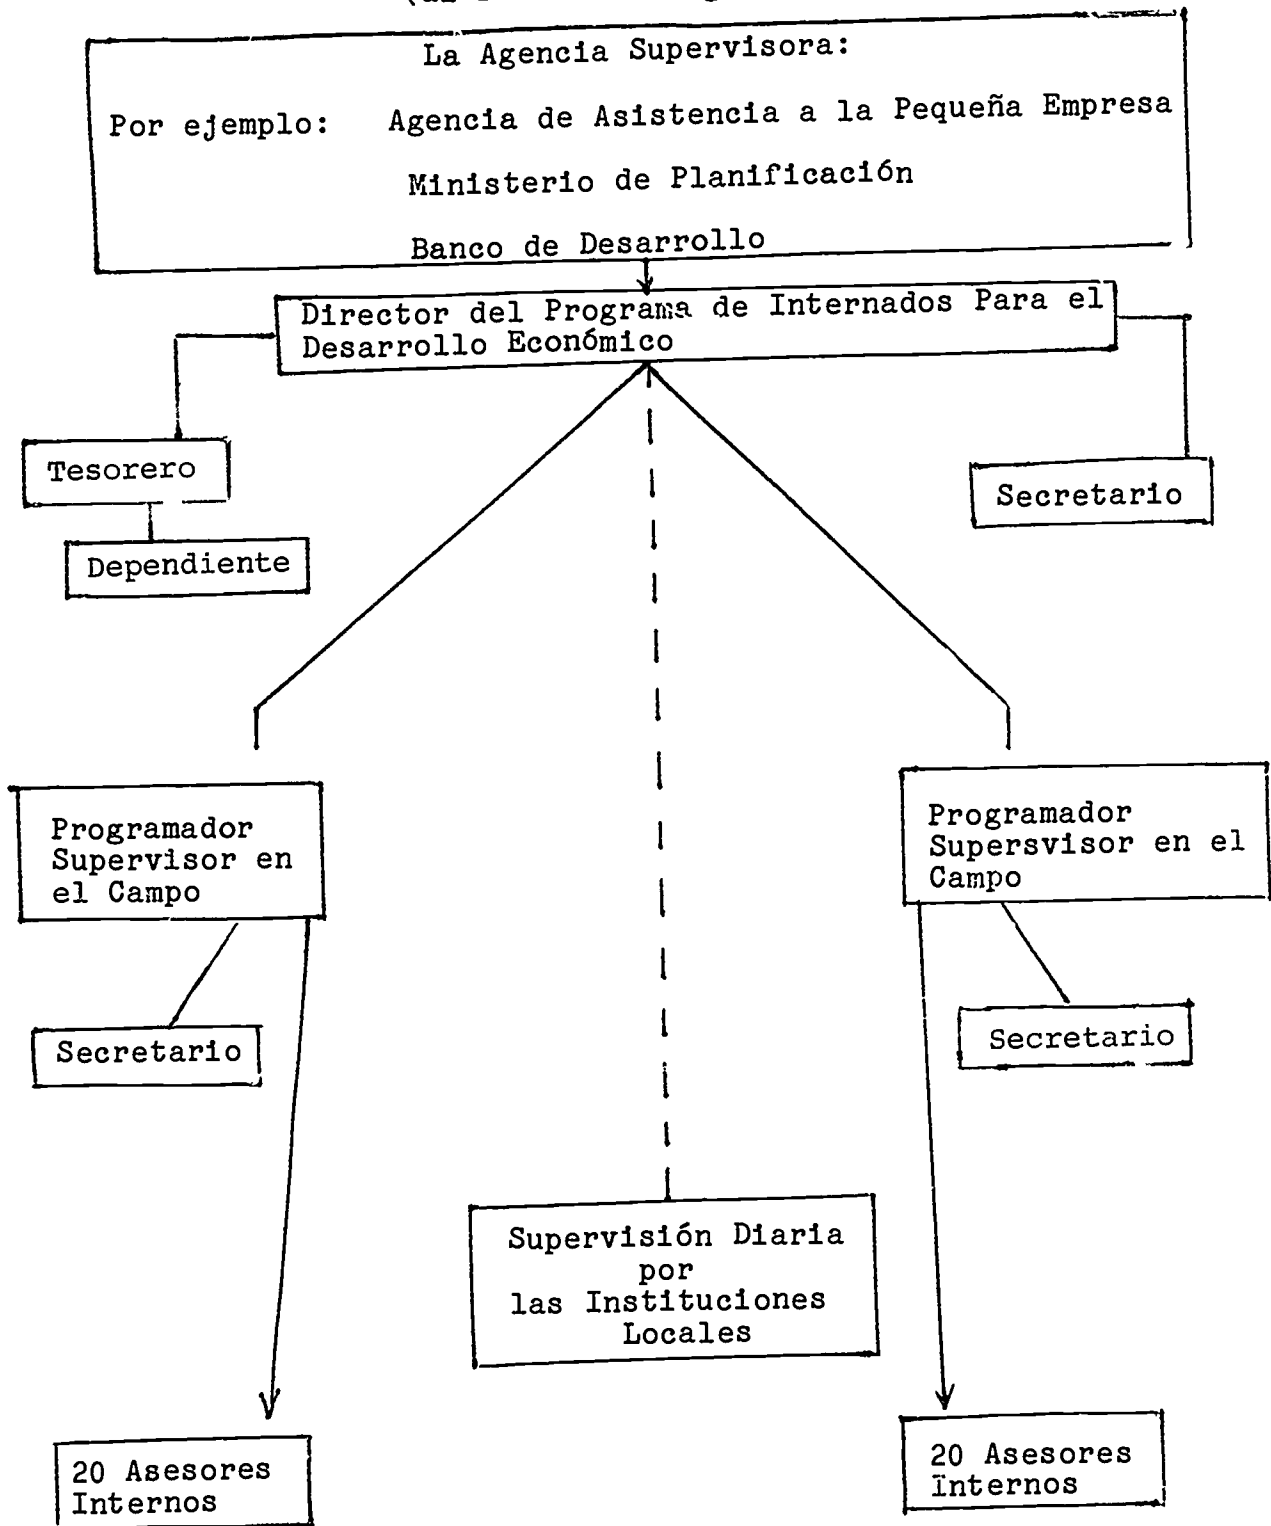 La Agencia Supervisora:
Por ejemplo: Agencia de Asistencia a la Pequeña Empresa
Ministerio de Planificación
Banco de Desarrollo
Director del Programa de Internados Para el
Desarrollo Económico
Tesorero
Secretario
Dependiente
Programador
Supervisor en
el Campo
Programador
Supersvisor en el
Campo
Secretario
Secretario
Supervisión Diaria
por
las Instituciones
Locales
20 Asesores
Internos
20 Asesores
Internos